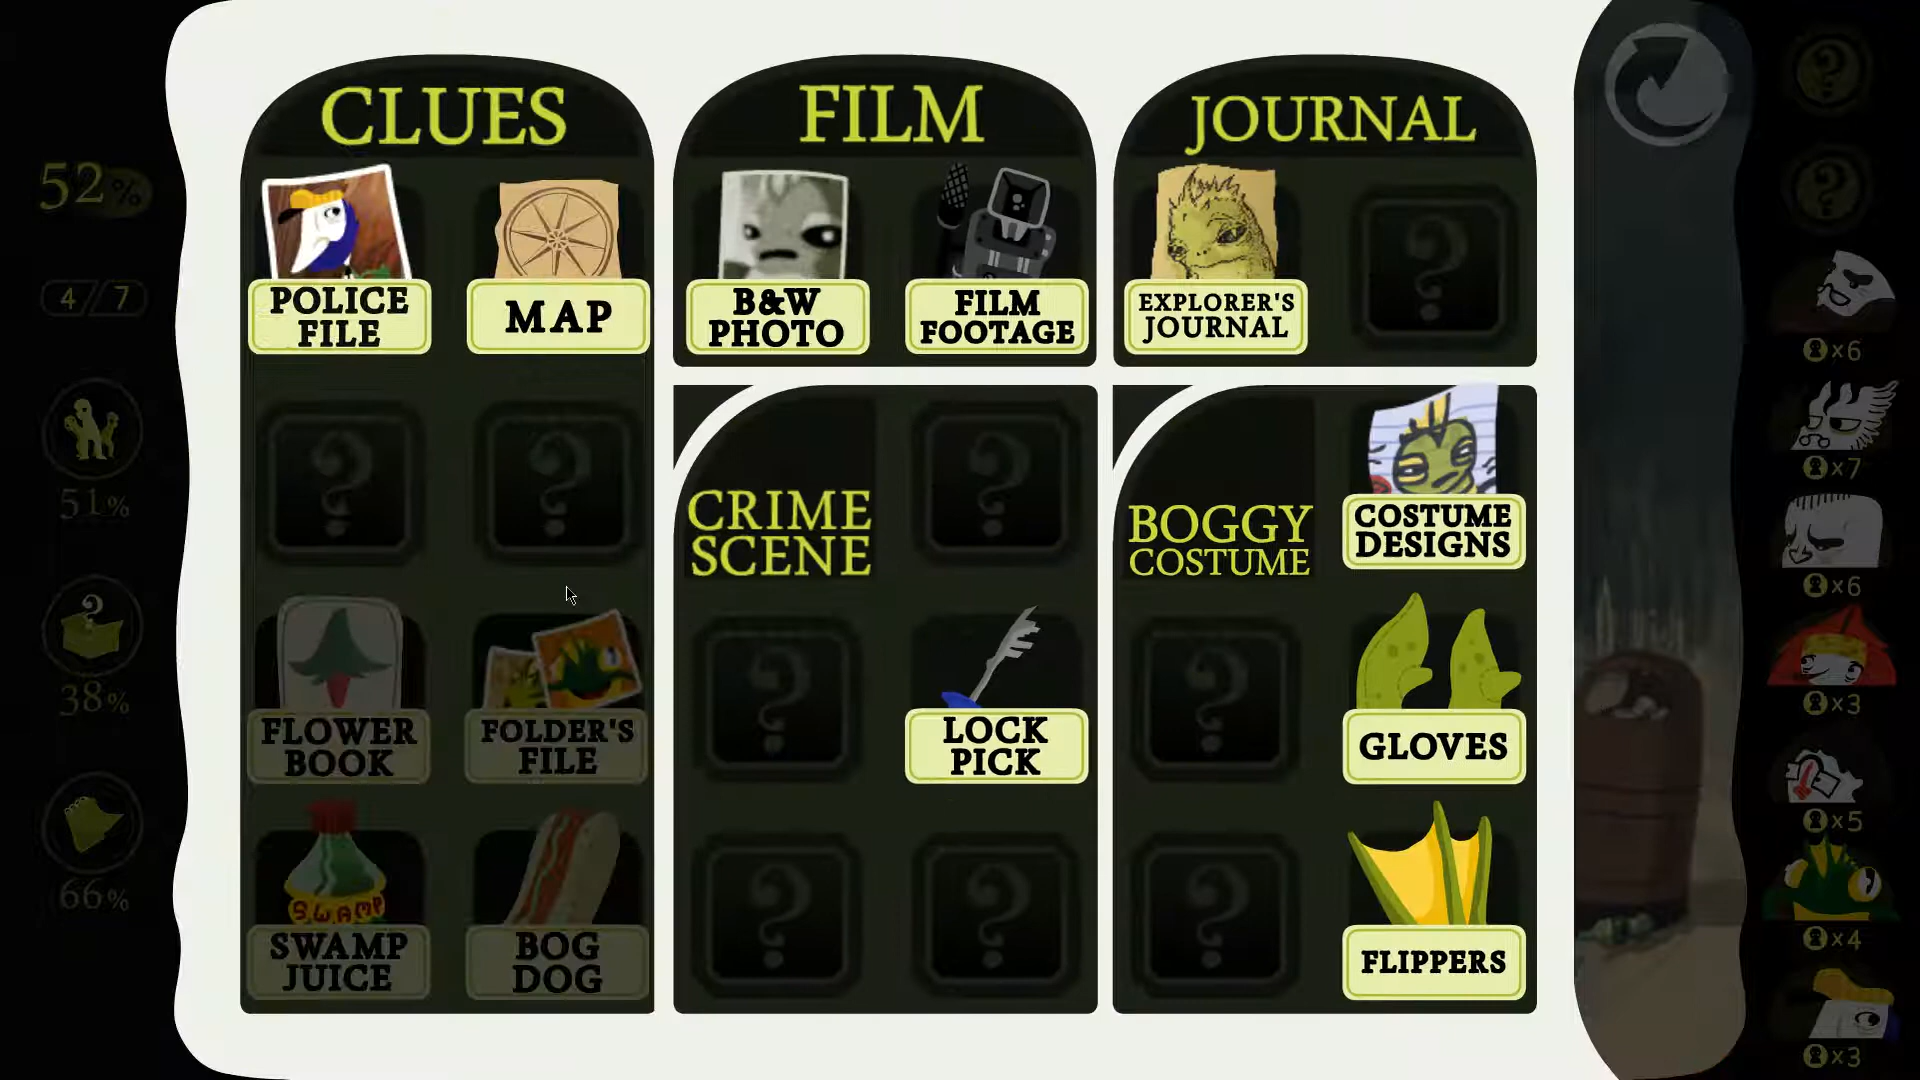 CLUES
FILM
JOURNAL
POLICE
FILE
MAP
B&W
PHOTO
FILM
FOOTAGE
EXPLORER'S
JOURNAL
?
?
?
CRIME
SCENE
?
BOGGY
COSTUME
COSTUME
DESIGNS
FLOWER
BOOK
FOLDER'S
FILE
?
LOCK
PICK
?
GLOVES
SWAMP
SWAMP
JUICE
BOG
DOG
?
?
?
FLIPPERS
52%
4/7
51%
?
38%
66%
?
?
x6
x7
x6
x3
x5
x4
x3